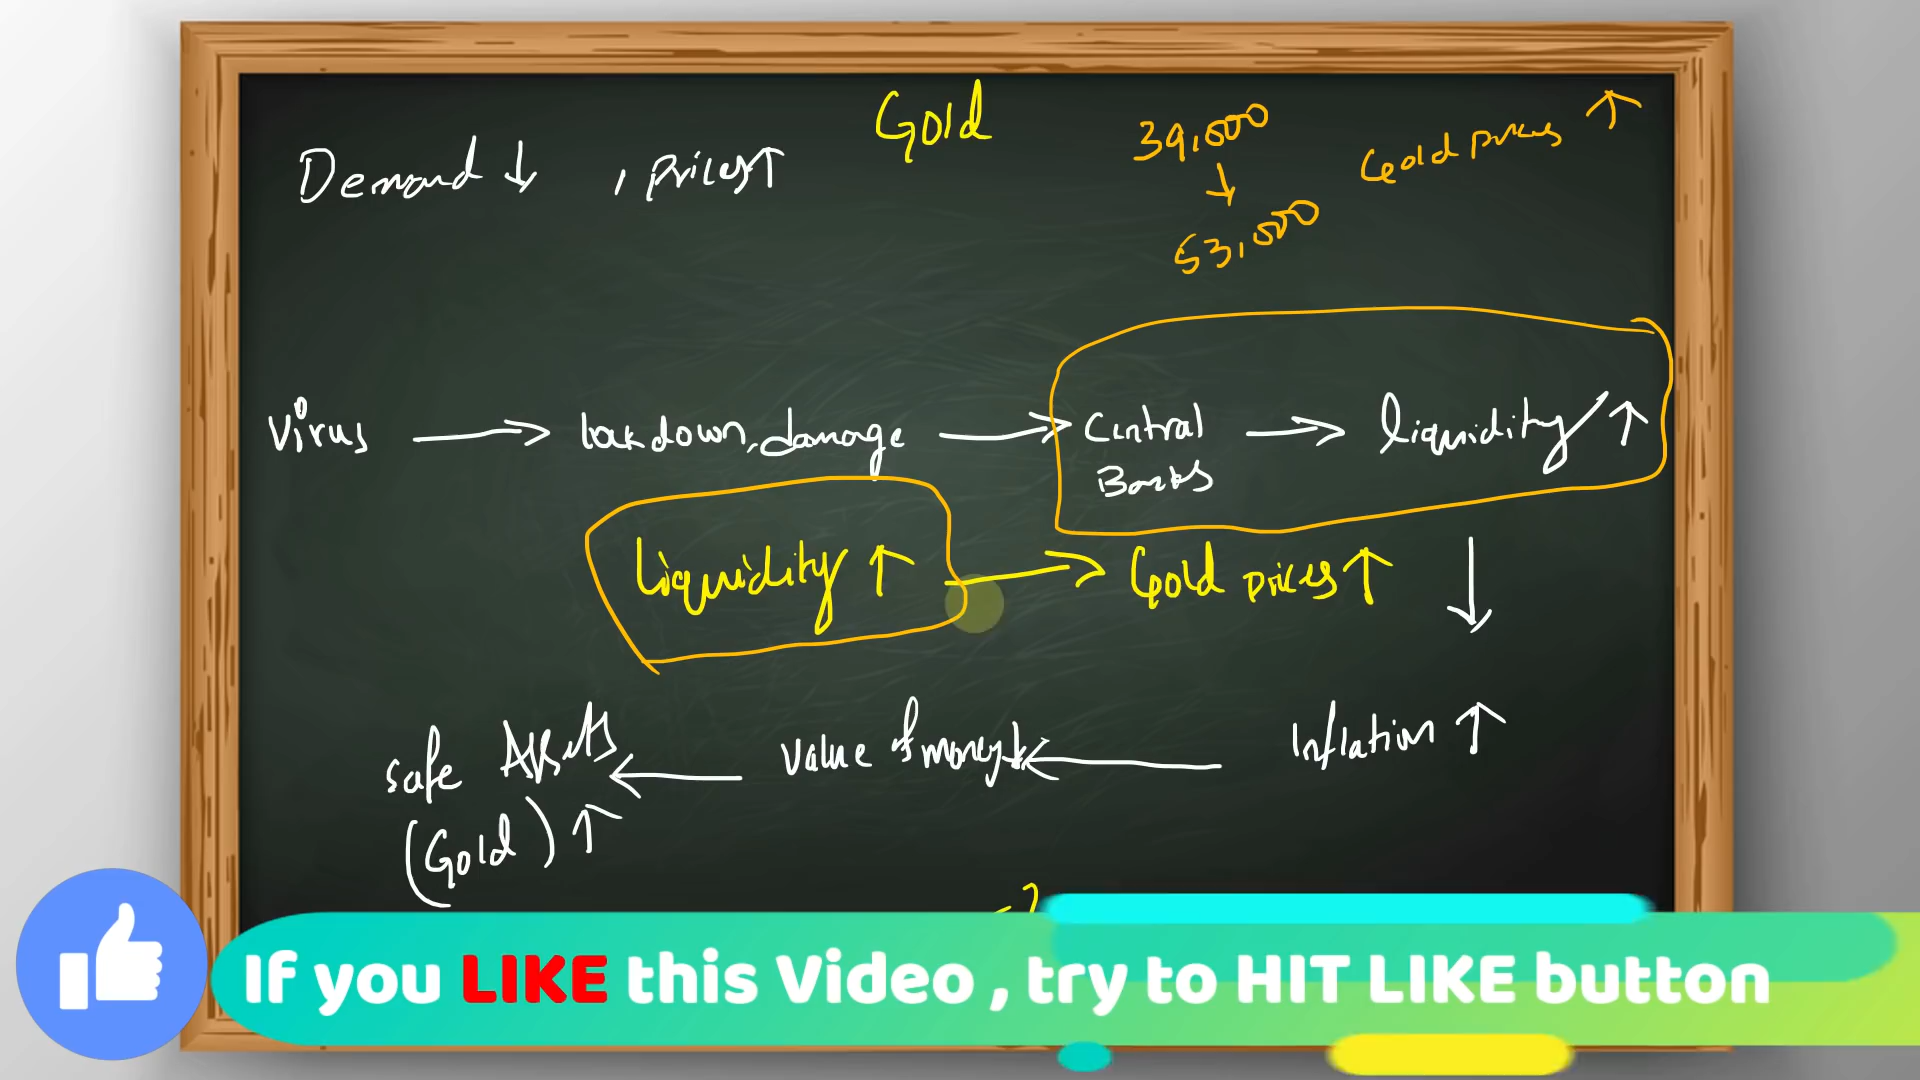 Gold
Demand ↓ , prices ↑
39,000
↓
53,000
Gold prices ↑
Virus → lockdown, damage → Central Banks → liquidity ↑
liquidity ↑ → Gold prices ↑
↓
Inflation ↑
← value of money ↓
← safe Assets
(Gold) ↑
If you LIKE this Video , try to HIT LIKE button